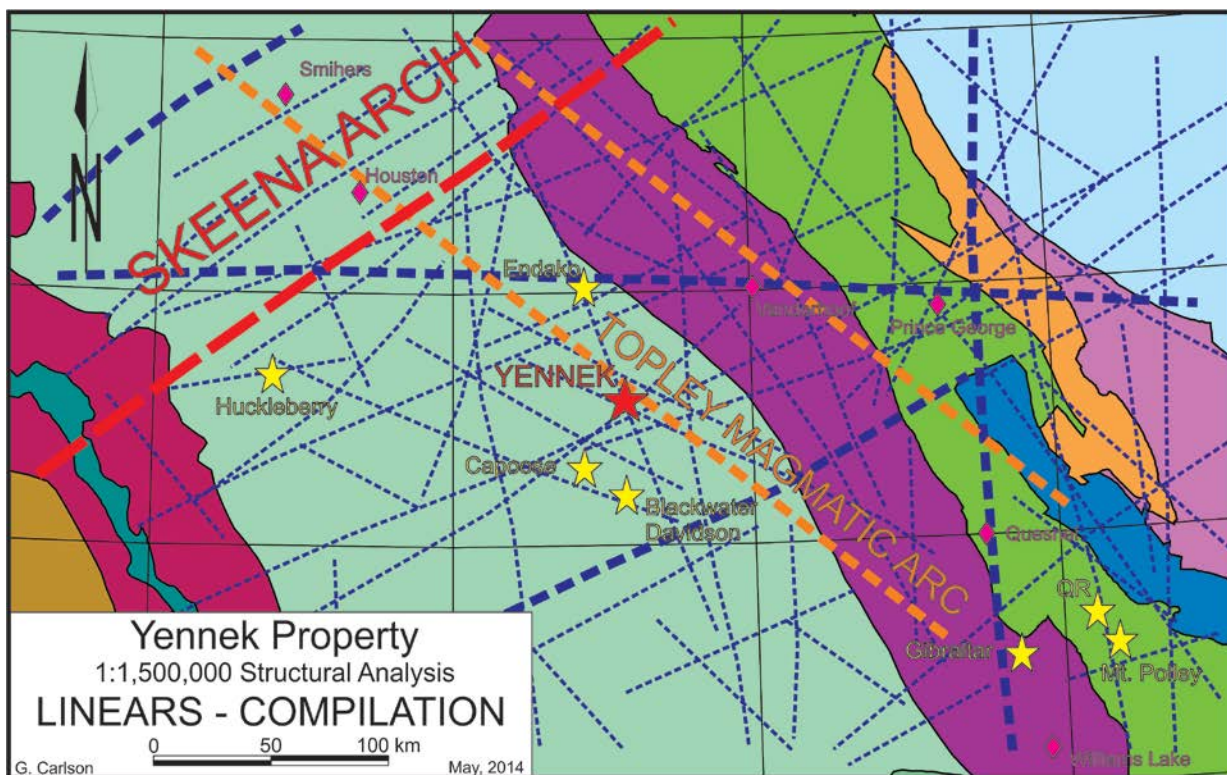 Smihers
SKEENA ARCH
Houston
N
Endako
Vanderhoof
Prince George
TOPLEY MAGMATIC ARC
YENNEK
Huckleberry
Capoose
Blackwater
Davidson
Quesnel
QR
Gibraltar
Mt. Polley
Williams Lake
Yennek Property
1:1,500,000 Structural Analysis
LINEARS - COMPILATION
0 50 100 km
G. Carlson
May, 2014